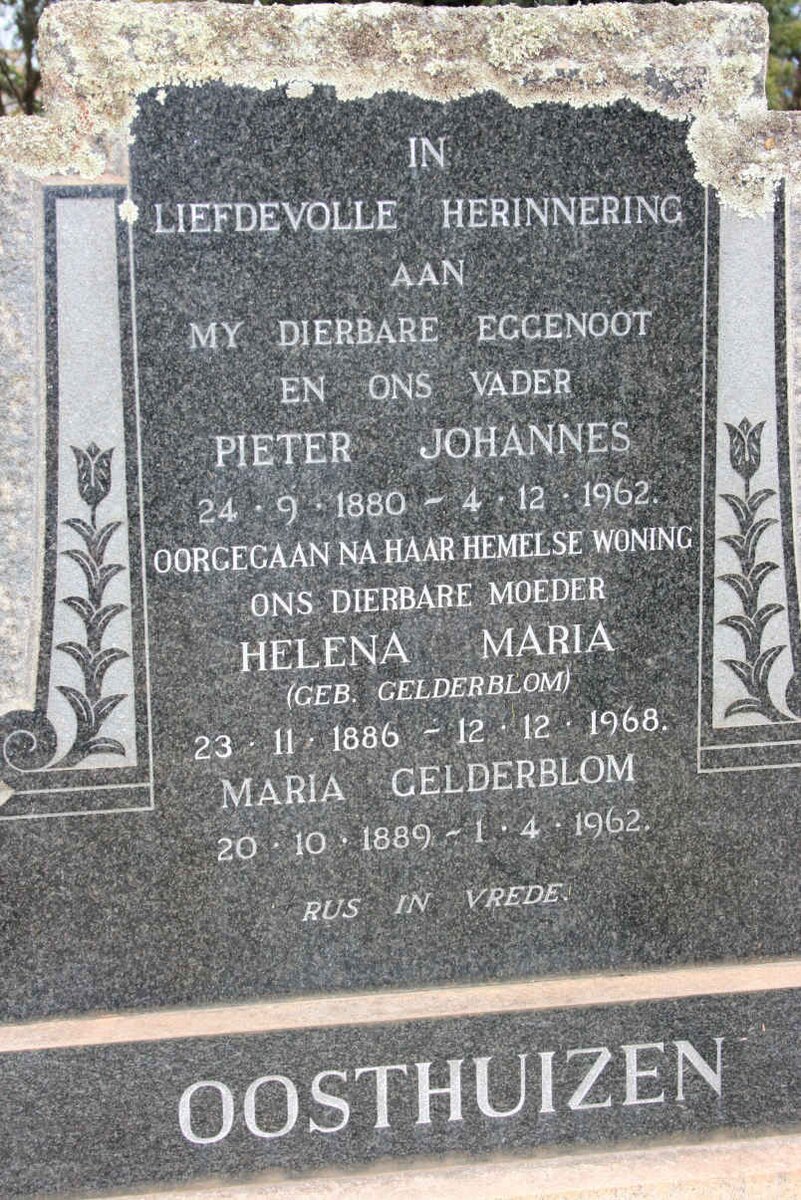 IN
LIEFDEVOLLE HERINNERING
AAN
MY DIERBARE EGGENOOT
EN ONS VADER
PIETER JOHANNES
24 · 9 · 1880 - 4 · 12 · 1962.
OORGEGAAN NA HAAR HEMELSE WONING
ONS DIERBARE MOEDER
HELENA MARIA
(GEB. GELDERBLOM)
23 · 11 · 1886 - 12 · 12 · 1968.
MARIA GELDERBLOM
20 · 10 · 1889 - 1 · 4 · 1962.
RUS IN VREDE.
OOSTHUIZEN